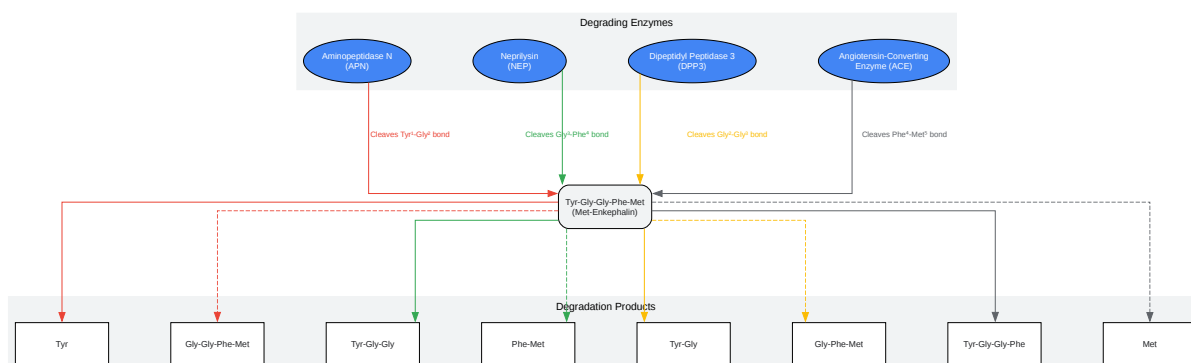 Degrading Enzymes
Aminopeptidase N
(APN)
Neprilysin
(NEP)
Dipeptidyl Peptidase 3
(DPP3)
Angiotensin-Converting
Enzyme (ACE)
Cleaves Tyr¹-Gly² bond
Cleaves Gly³-Phe⁴ bond
Cleaves Gly²-Gly³ bond
Cleaves Phe⁴-Met⁵ bond
Tyr-Gly-Gly-Phe-Met
(Met-Enkephalin)
Degradation Products
Tyr
Gly-Gly-Phe-Met
Tyr-Gly-Gly
Phe-Met
Tyr-Gly
Gly-Phe-Met
Tyr-Gly-Gly-Phe
Met